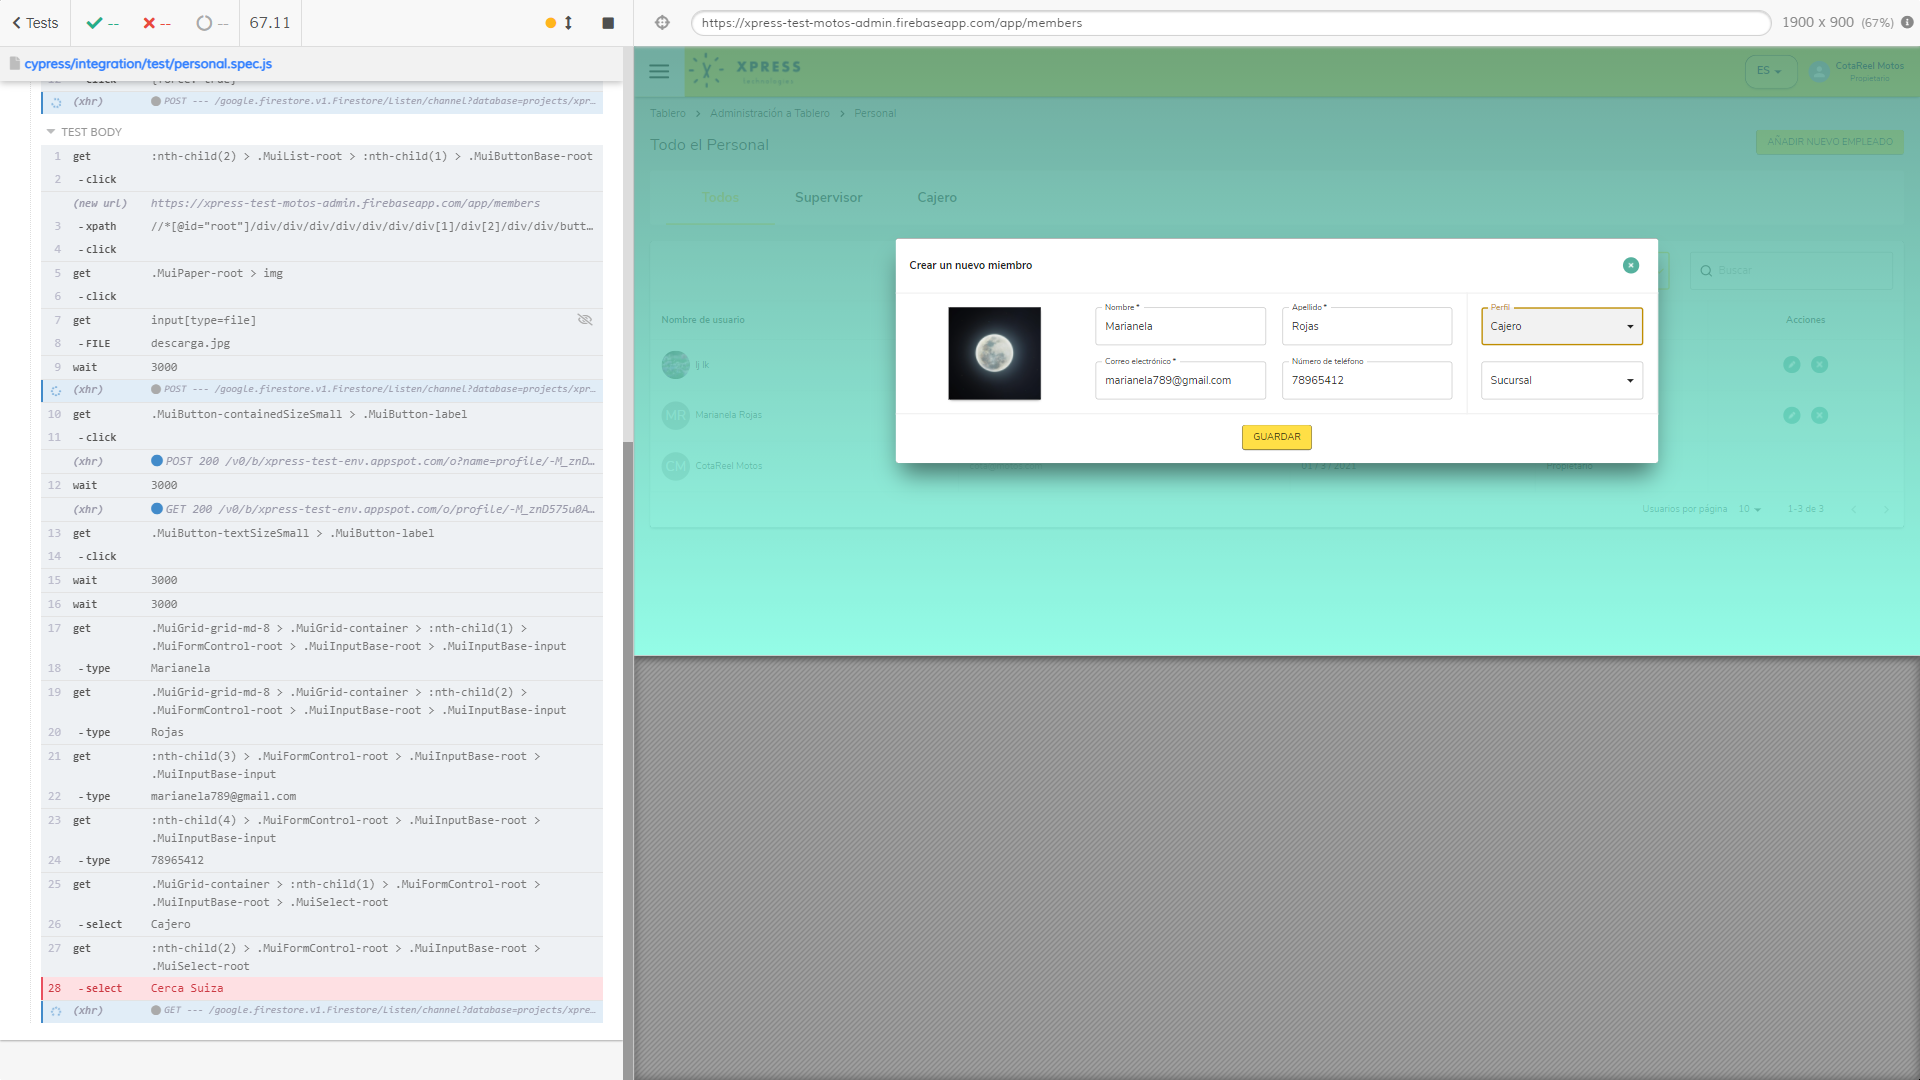 Tests
--
--
--
67.11
https://xpress-test-motos-admin.firebaseapp.com/app/members
1900 x 900 (67%)
cypress/integration/test/personal.spec.js
(xhr) POST --- /google.firestore.v1.Firestore/Listen/channel?database=projects/xpr...
TEST BODY
1 get :nth-child(2) > .MuiList-root > :nth-child(1) > .MuiButtonBase-root
2 -click
(new url) https://xpress-test-motos-admin.firebaseapp.com/app/members
3 -xpath //*[@id="root"]/div/div/div/div/div/div/div[1]/div[2]/div/div/butt...
4 -click
5 get .MuiPaper-root > img
6 -click
7 get input[type=file]
8 -FILE descarga.jpg
9 wait 3000
(xhr) POST --- /google.firestore.v1.Firestore/Listen/channel?database=projects/xpr...
10 get .MuiButton-containedSizeSmall > .MuiButton-label
11 -click
(xhr) POST 200 /v0/b/xpress-test-env.appspot.com/o?name=profile/-M_znD...
12 wait 3000
(xhr) GET 200 /v0/b/xpress-test-env.appspot.com/o/profile/-M_znD575u0A...
13 get .MuiButton-textSizeSmall > .MuiButton-label
14 -click
15 wait 3000
16 wait 3000
17 get .MuiGrid-grid-md-8 > .MuiGrid-container > :nth-child(1) >
.MuiFormControl-root > .MuiInputBase-root > .MuiInputBase-input
18 -type Marianela
19 get .MuiGrid-grid-md-8 > .MuiGrid-container > :nth-child(2) >
.MuiFormControl-root > .MuiInputBase-root > .MuiInputBase-input
20 -type Rojas
21 get :nth-child(3) > .MuiFormControl-root > .MuiInputBase-root >
.MuiInputBase-input
22 -type marianela789@gmail.com
23 get :nth-child(4) > .MuiFormControl-root > .MuiInputBase-root >
.MuiInputBase-input
24 -type 78965412
25 get .MuiGrid-container > :nth-child(1) > .MuiFormControl-root >
.MuiInputBase-root > .MuiSelect-root
26 -select Cajero
27 get :nth-child(2) > .MuiFormControl-root > .MuiInputBase-root >
.MuiSelect-root
28 -select Cerca Suiza
(xhr) GET --- /google.firestore.v1.Firestore/Listen/channel?database=projects/xpre...
XPRESS
Technologies
ES
CotaReel Motos
Propietario
Tablero > Administración a Tablero > Personal
Todo el Personal
AÑADIR NUEVO EMPLEADO
Todos
Supervisor
Cajero
Buscar
Nombre de usuario
Acciones
lj lk
MR Marianela Rojas
CM CotaReel Motos
Propietario
Usuarios por página 10
1-3 de 3
Crear un nuevo miembro
Nombre *
Marianela
Apellido *
Rojas
Perfil
Cajero
Correo electrónico *
marianela789@gmail.com
Número de teléfono
78965412
Sucursal
GUARDAR